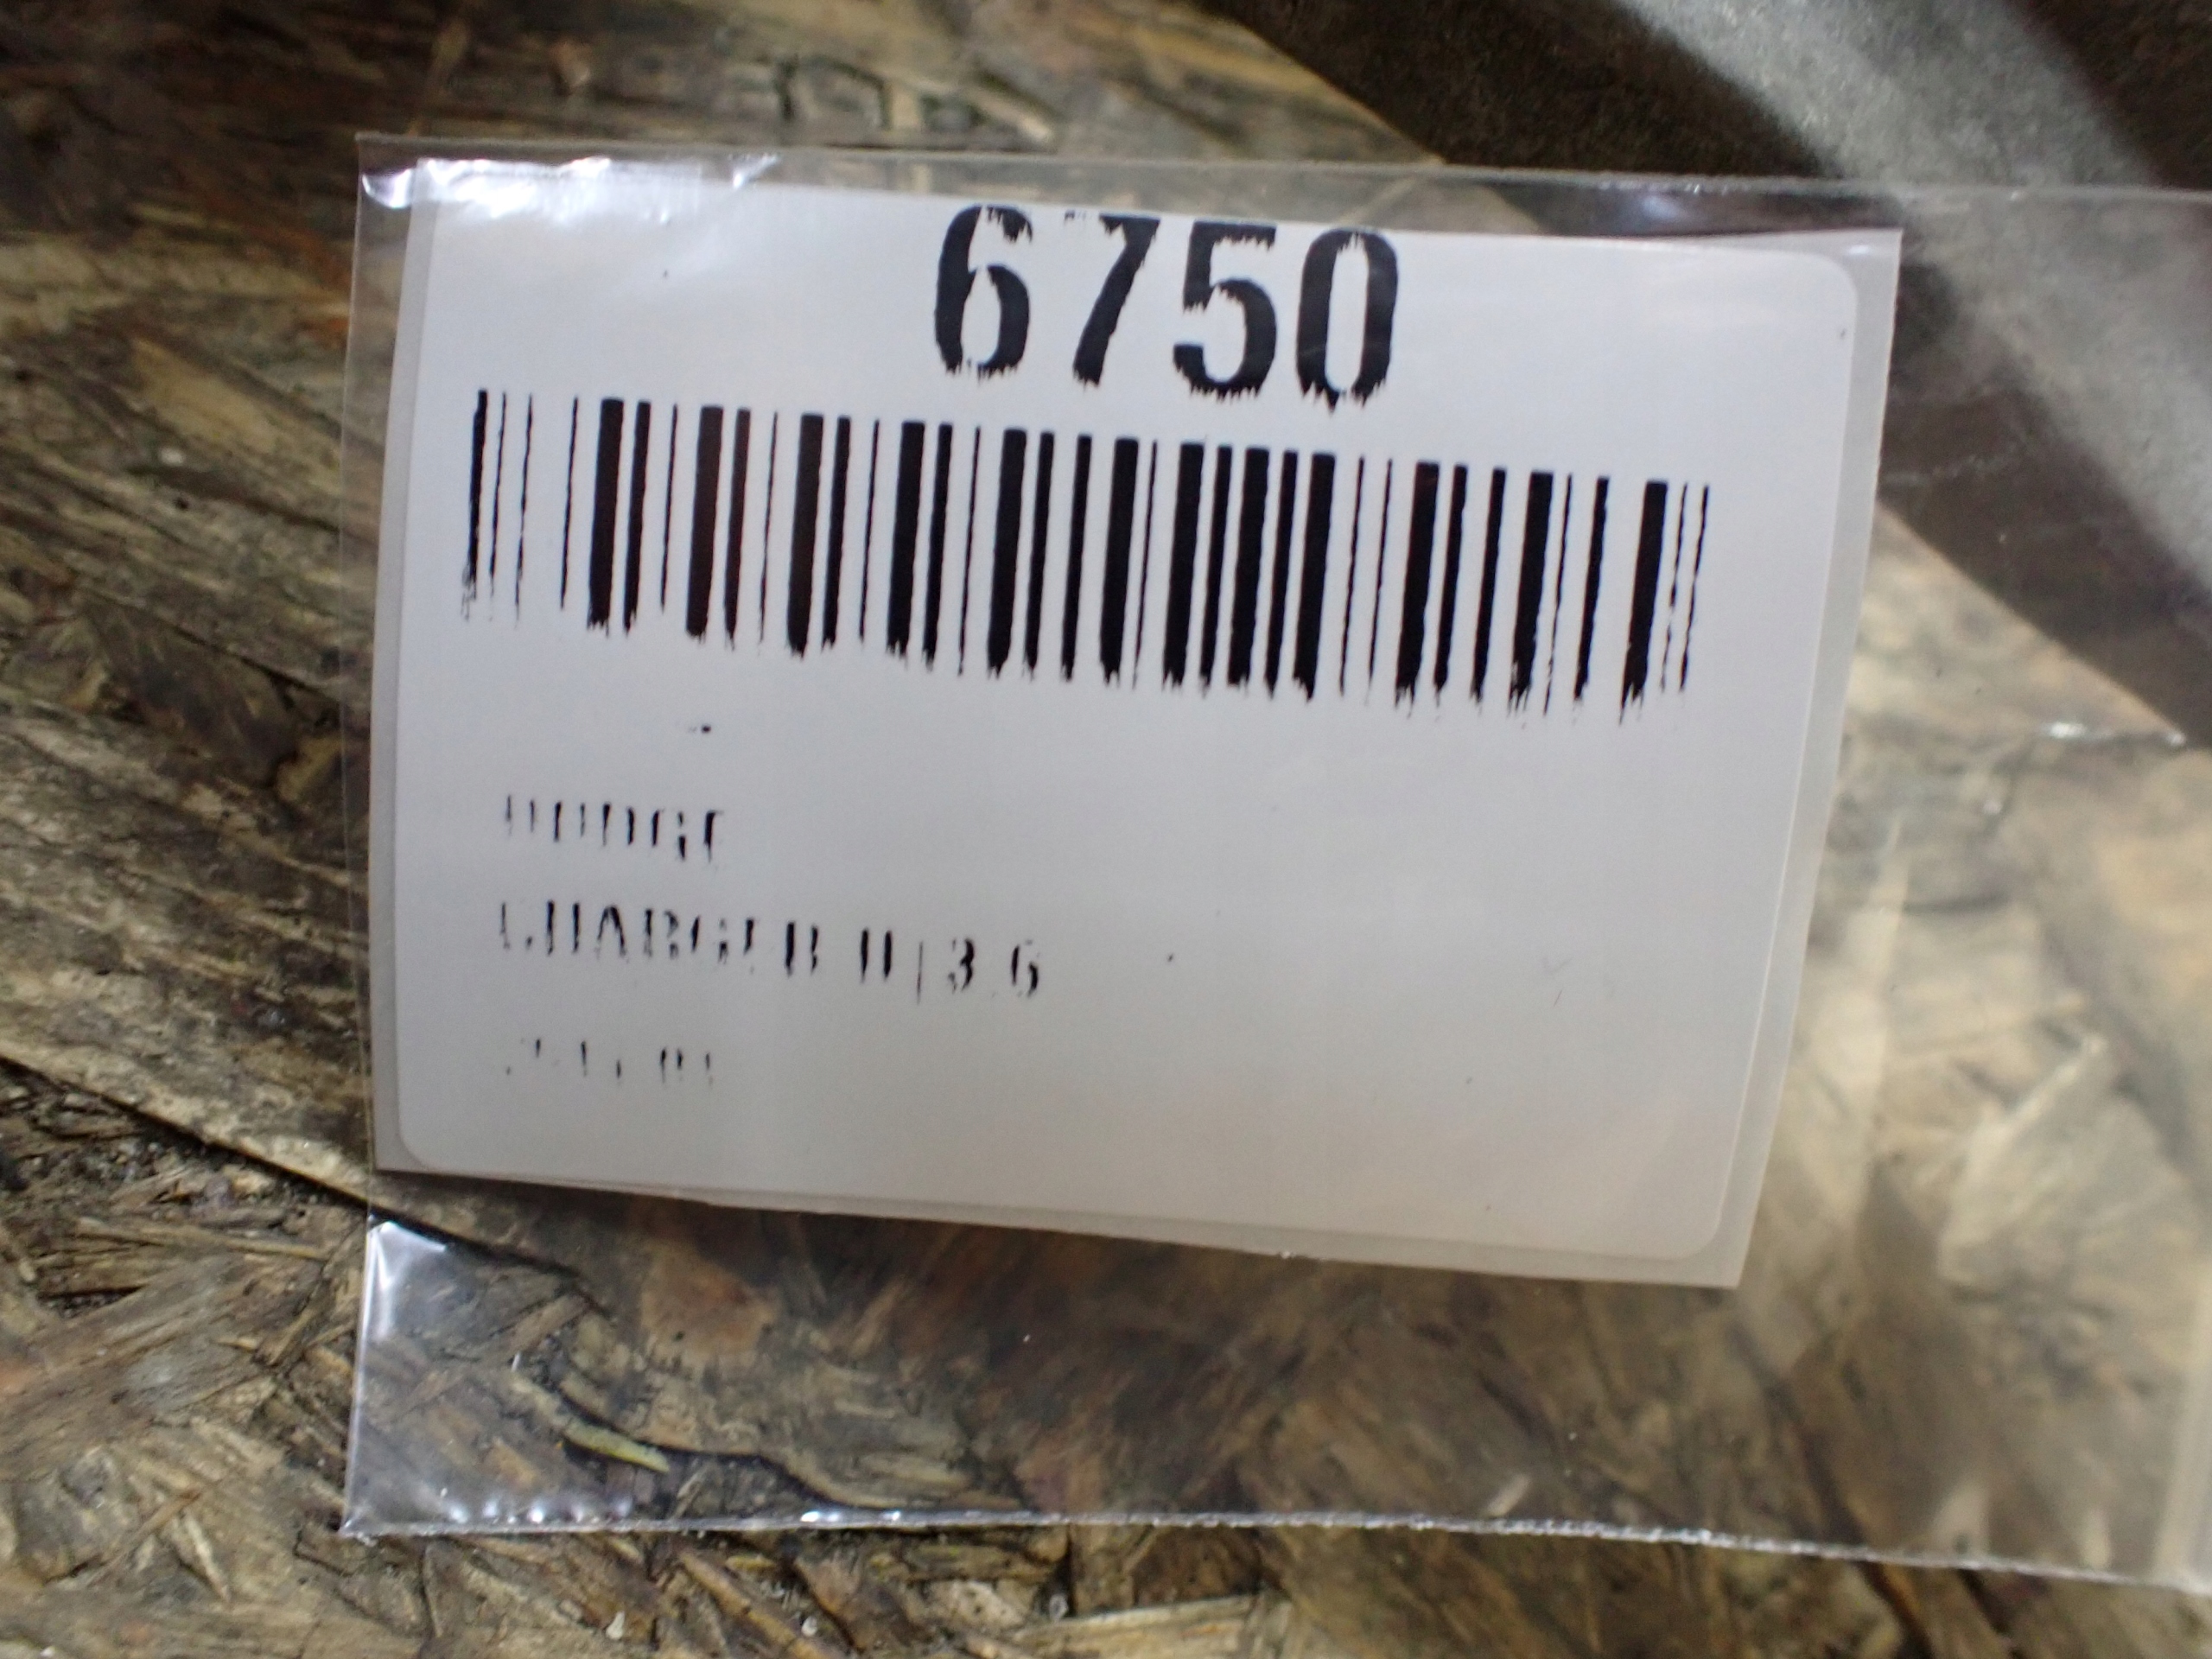 6750
DODGE
CHARGER II | 3.6